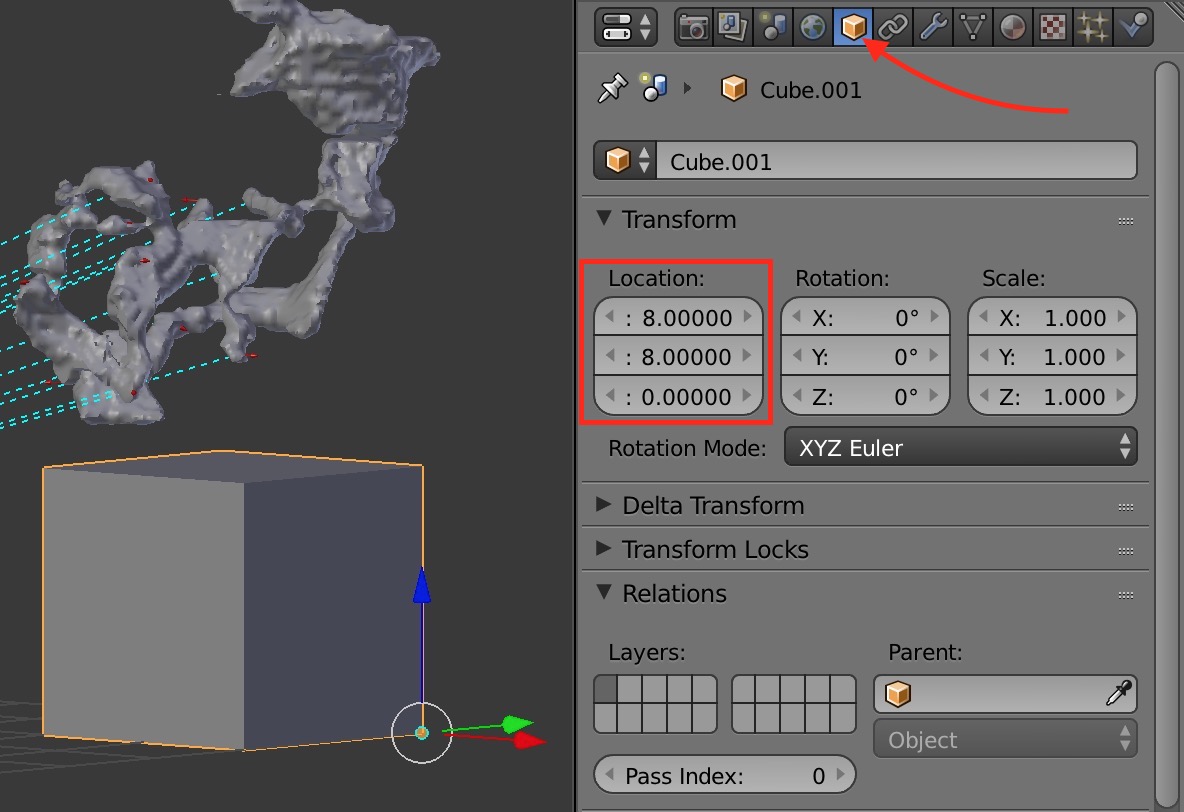 Cube.001
Cube.001
Transform
Location: Rotation: Scale:
: 8.00000 X: 0° X: 1.000
: 8.00000 Y: 0° Y: 1.000
: 0.00000 Z: 0° Z: 1.000
Rotation Mode: XYZ Euler
Delta Transform
Transform Locks
Relations
Layers: Parent:
Object
Pass Index: 0